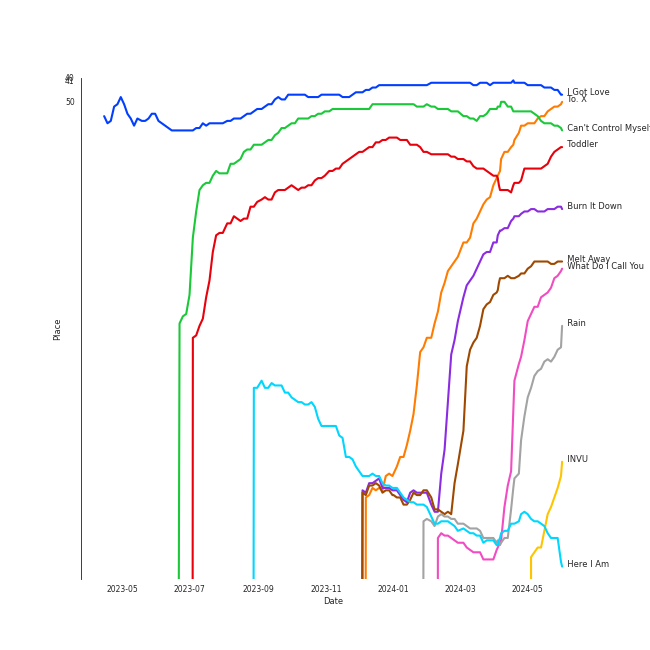 40
41
50
I Got Love
To. X
Can't Control Mysel
Toddler
Burn It Down
Melt Away
What Do I Call You
Rain
INVU
Here I Am
Place
2023-05
2023-07
2023-09
2023-11
2024-01
2024-03
2024-05
Date